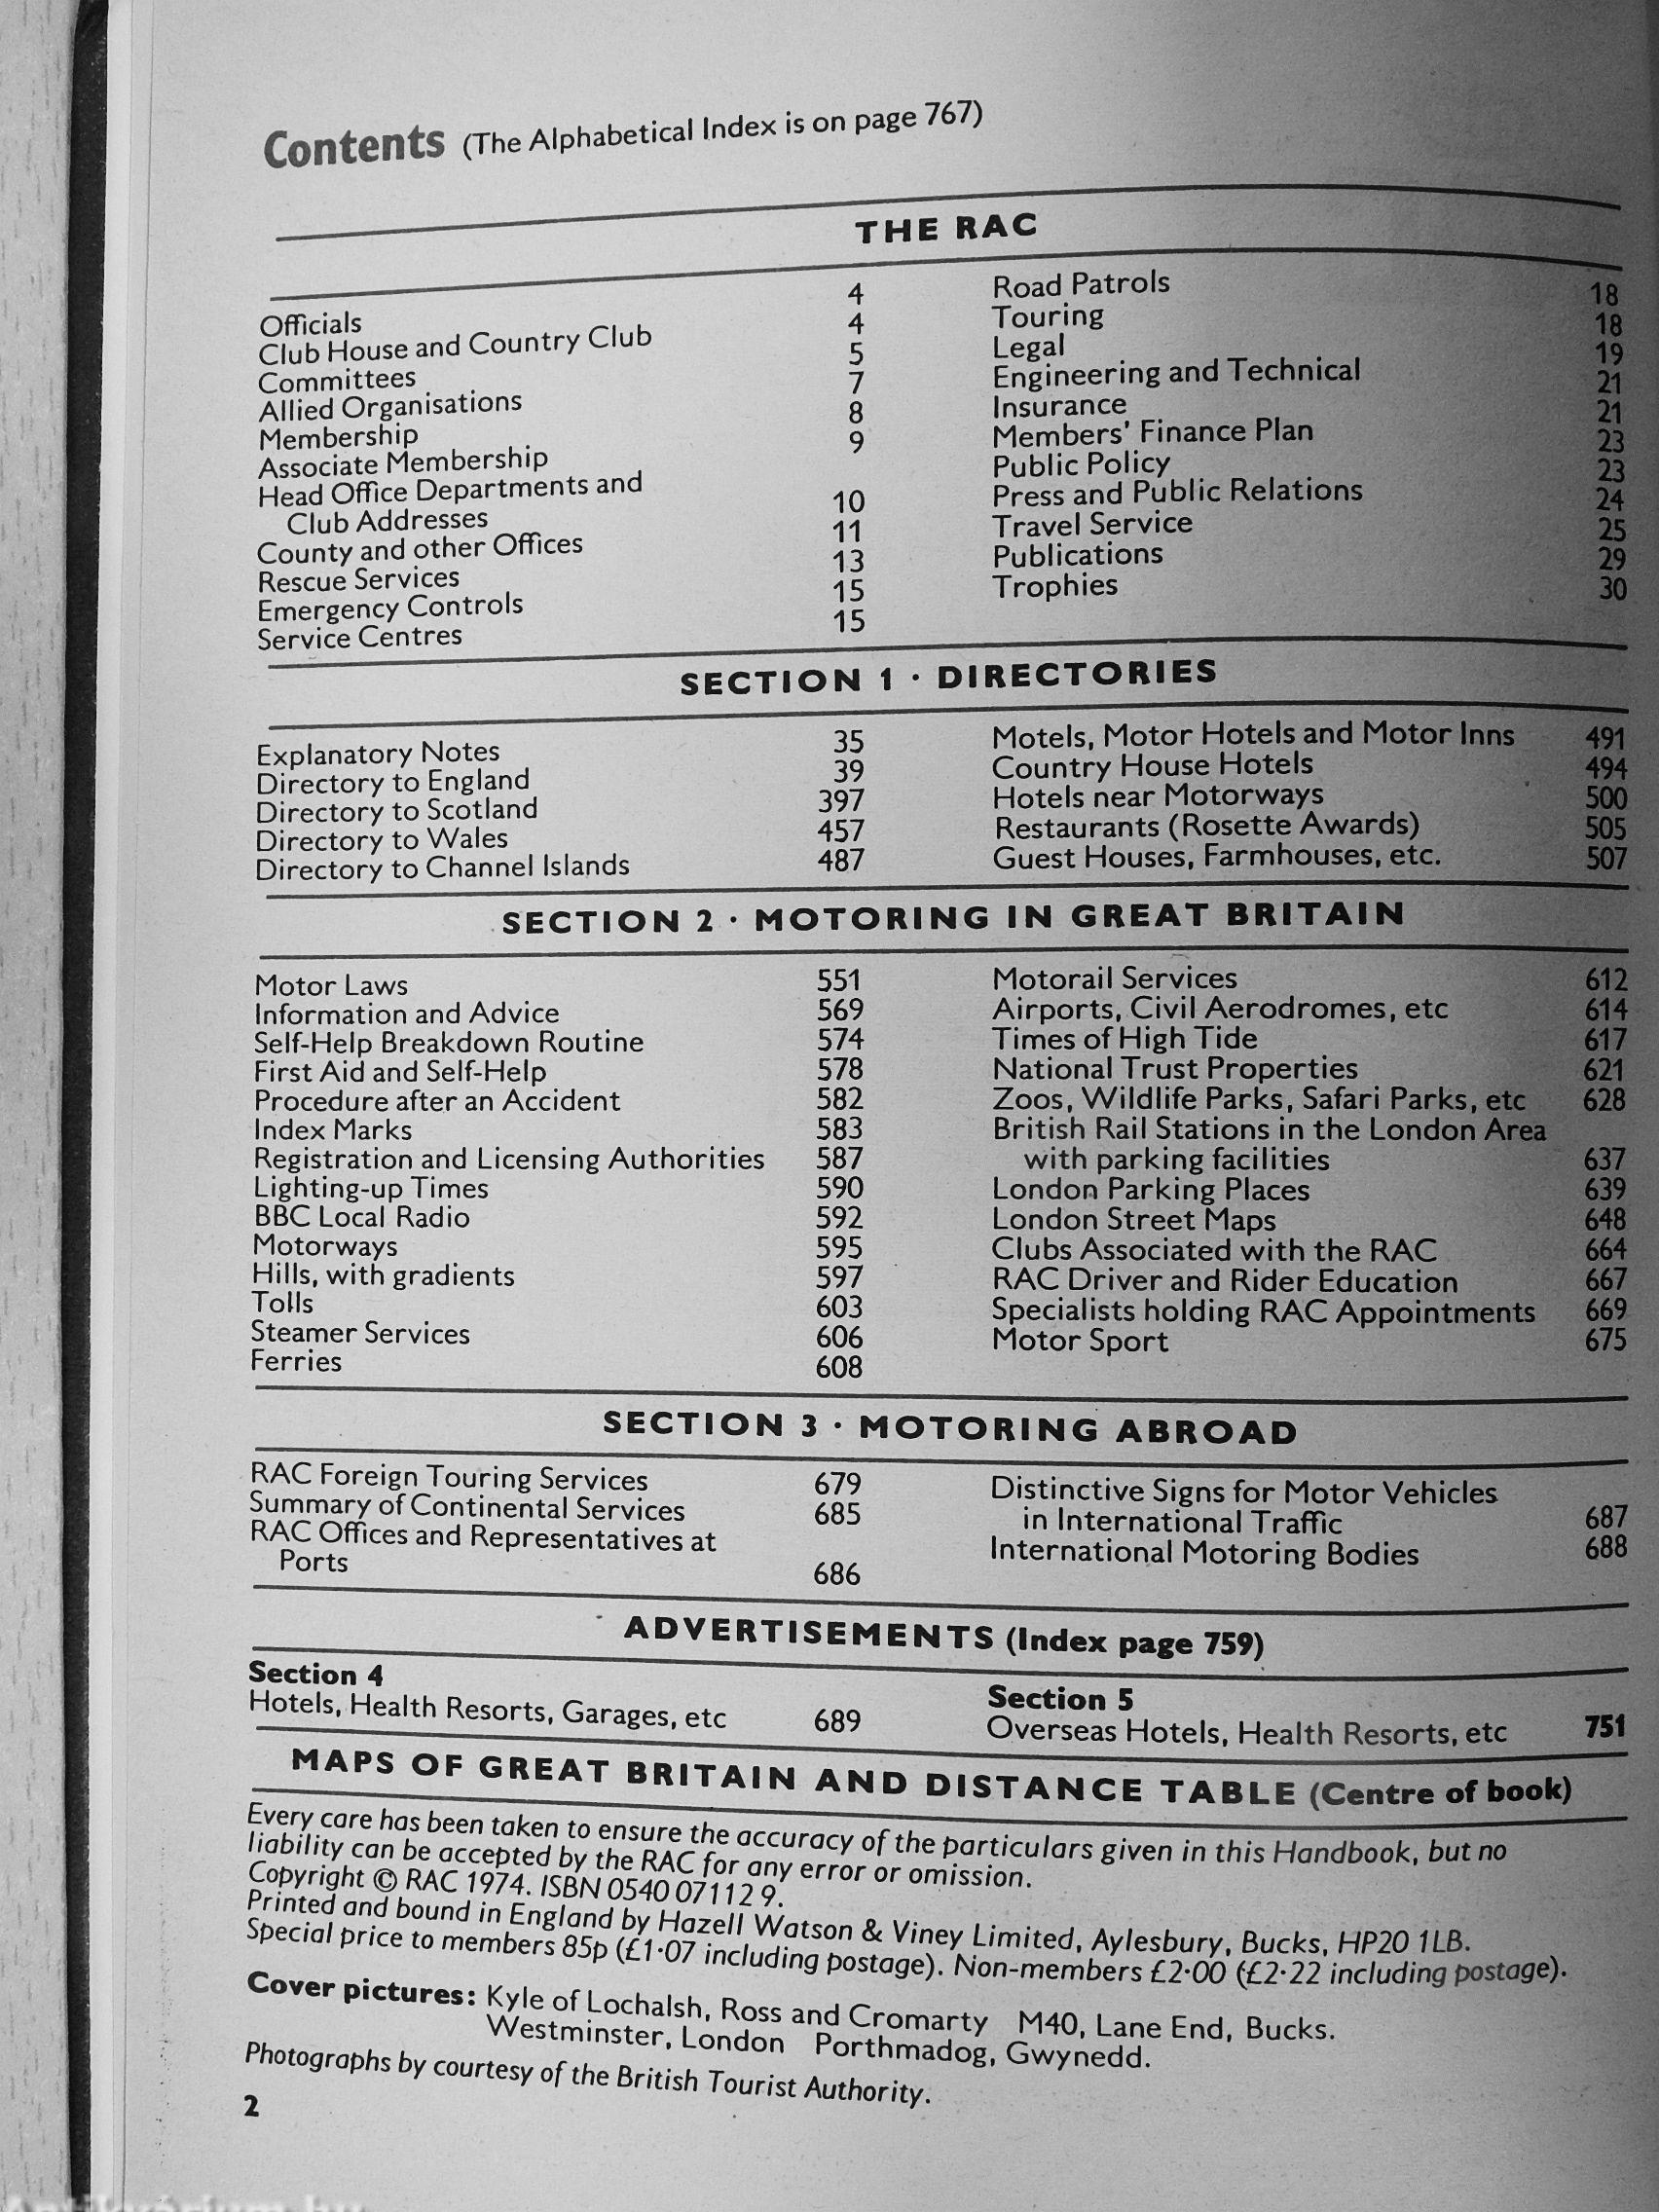 Contents (The Alphabetical Index is on page 767)
THE RAC
Officials 4
Club House and Country Club 4
Committees 5
Allied Organisations 7
Membership 8
Associate Membership 9
Head Office Departments and
Club Addresses 10
County and other Offices 11
Rescue Services 13
Emergency Controls 15
Service Centres 15
Road Patrols 18
Touring 18
Legal 19
Engineering and Technical 21
Insurance 21
Members' Finance Plan 23
Public Policy 23
Press and Public Relations 24
Travel Service 25
Publications 29
Trophies 30
SECTION 1 · DIRECTORIES
Explanatory Notes 35
Directory to England 39
Directory to Scotland 397
Directory to Wales 457
Directory to Channel Islands 487
Motels, Motor Hotels and Motor Inns 491
Country House Hotels 494
Hotels near Motorways 500
Restaurants (Rosette Awards) 505
Guest Houses, Farmhouses, etc. 507
SECTION 2 · MOTORING IN GREAT BRITAIN
Motor Laws 551
Information and Advice 569
Self-Help Breakdown Routine 574
First Aid and Self-Help 578
Procedure after an Accident 582
Index Marks 583
Registration and Licensing Authorities 587
Lighting-up Times 590
BBC Local Radio 592
Motorways 595
Hills, with gradients 597
Tolls 603
Steamer Services 606
Ferries 608
Motorail Services 612
Airports, Civil Aerodromes, etc 614
Times of High Tide 617
National Trust Properties 621
Zoos, Wildlife Parks, Safari Parks, etc 628
British Rail Stations in the London Area
with parking facilities 637
London Parking Places 639
London Street Maps 648
Clubs Associated with the RAC 664
RAC Driver and Rider Education 667
Specialists holding RAC Appointments 669
Motor Sport 675
SECTION 3 · MOTORING ABROAD
RAC Foreign Touring Services 679
Summary of Continental Services 685
RAC Offices and Representatives at
Ports 686
Distinctive Signs for Motor Vehicles
in International Traffic 687
International Motoring Bodies 688
ADVERTISEMENTS (Index page 759)
Section 4
Hotels, Health Resorts, Garages, etc 689
Section 5
Overseas Hotels, Health Resorts, etc 751
MAPS OF GREAT BRITAIN AND DISTANCE TABLE (Centre of book)
Every care has been taken to ensure the accuracy of the particulars given in this Handbook, but no
liability can be accepted by the RAC for any error or omission.
Copyright © RAC 1974. ISBN 0540 07112 9.
Printed and bound in England by Hazell Watson & Viney Limited, Aylesbury, Bucks, HP20 1LB.
Special price to members 85p (£1·07 including postage). Non-members £2·00 (£2·22 including postage).
Cover pictures: Kyle of Lochalsh, Ross and Cromarty M40, Lane End, Bucks.
Westminster, London Porthmadog, Gwynedd.
Photographs by courtesy of the British Tourist Authority.
2